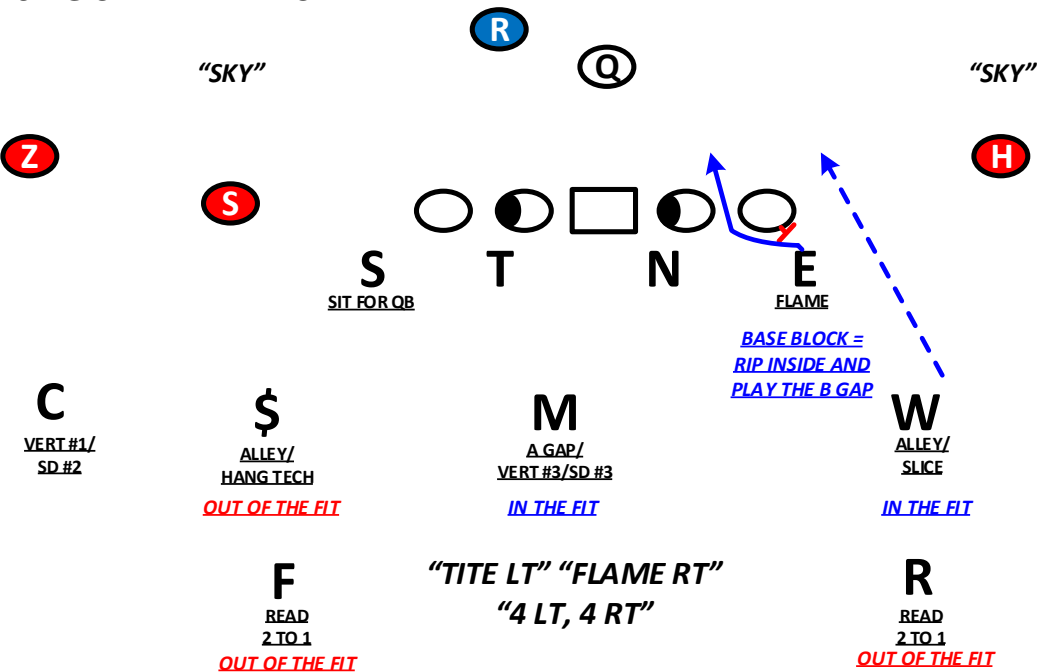 R
Q
“SKY”
“SKY”
Z
H
S
S
T
N
E
SIT FOR QB
FLAME
BASE BLOCK =
RIP INSIDE AND
PLAY THE B GAP
C
$
M
W
VERT #1/
SD #2
ALLEY/
HANG TECH
OUT OF THE FIT
A GAP/
VERT #3/SD #3
IN THE FIT
ALLEY/
SLICE
IN THE FIT
F
READ
2 TO 1
OUT OF THE FIT
“TITE LT” “FLAME RT”
“4 LT, 4 RT”
R
READ
2 TO 1
OUT OF THE FIT